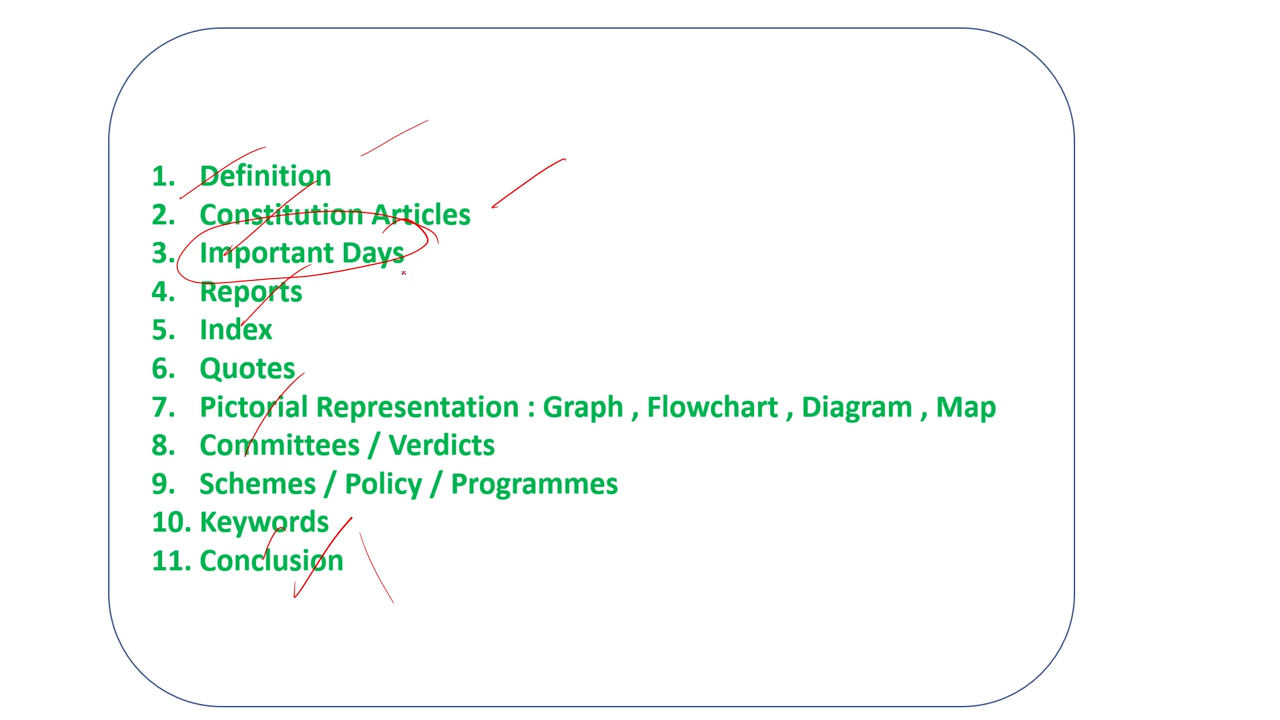 1. Definition
2. Constitution Articles
3. Important Days
4. Reports
5. Index
6. Quotes
7. Pictorial Representation : Graph , Flowchart , Diagram , Map
8. Committees / Verdicts
9. Schemes / Policy / Programmes
10. Keywords
11. Conclusion